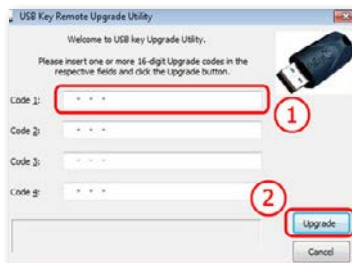 USB Key Remote Upgrade Utility
Welcome to USB key Upgrade Utility.
Please insert one or more 16-digit Upgrade codes in the
respective fields and click the Upgrade button.
Code 1:
1
Code 2:
Code 3:
Code 4:
2
Upgrade
Cancel